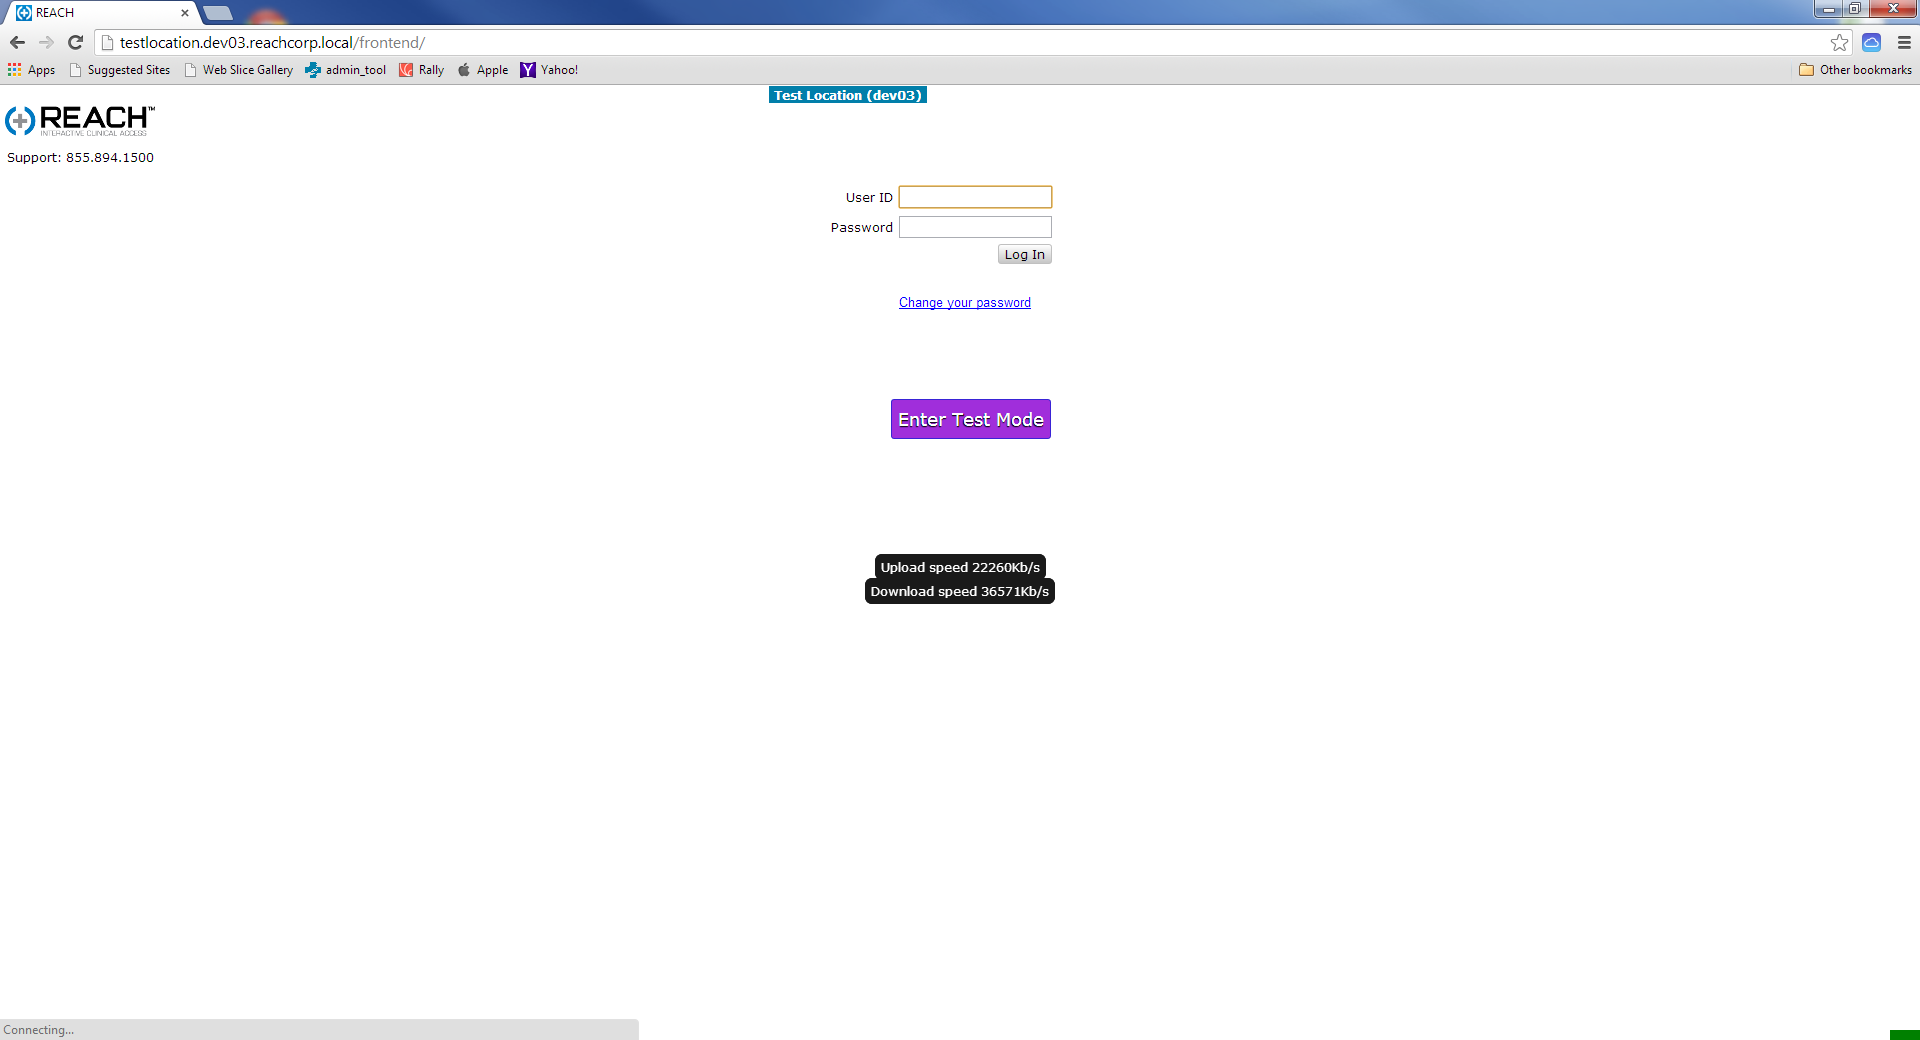 REACH
testlocation.dev03.reachcorp.local/frontend/
Apps Suggested Sites Web Slice Gallery admin_tool Rally Apple Yahoo! Other bookmarks
Test Location (dev03)
REACH™
INTERACTIVE CLINICAL ACCESS
Support: 855.894.1500
User ID
Password
Log In
Change your password
Enter Test Mode
Upload speed 22260Kb/s
Download speed 36571Kb/s
Connecting...